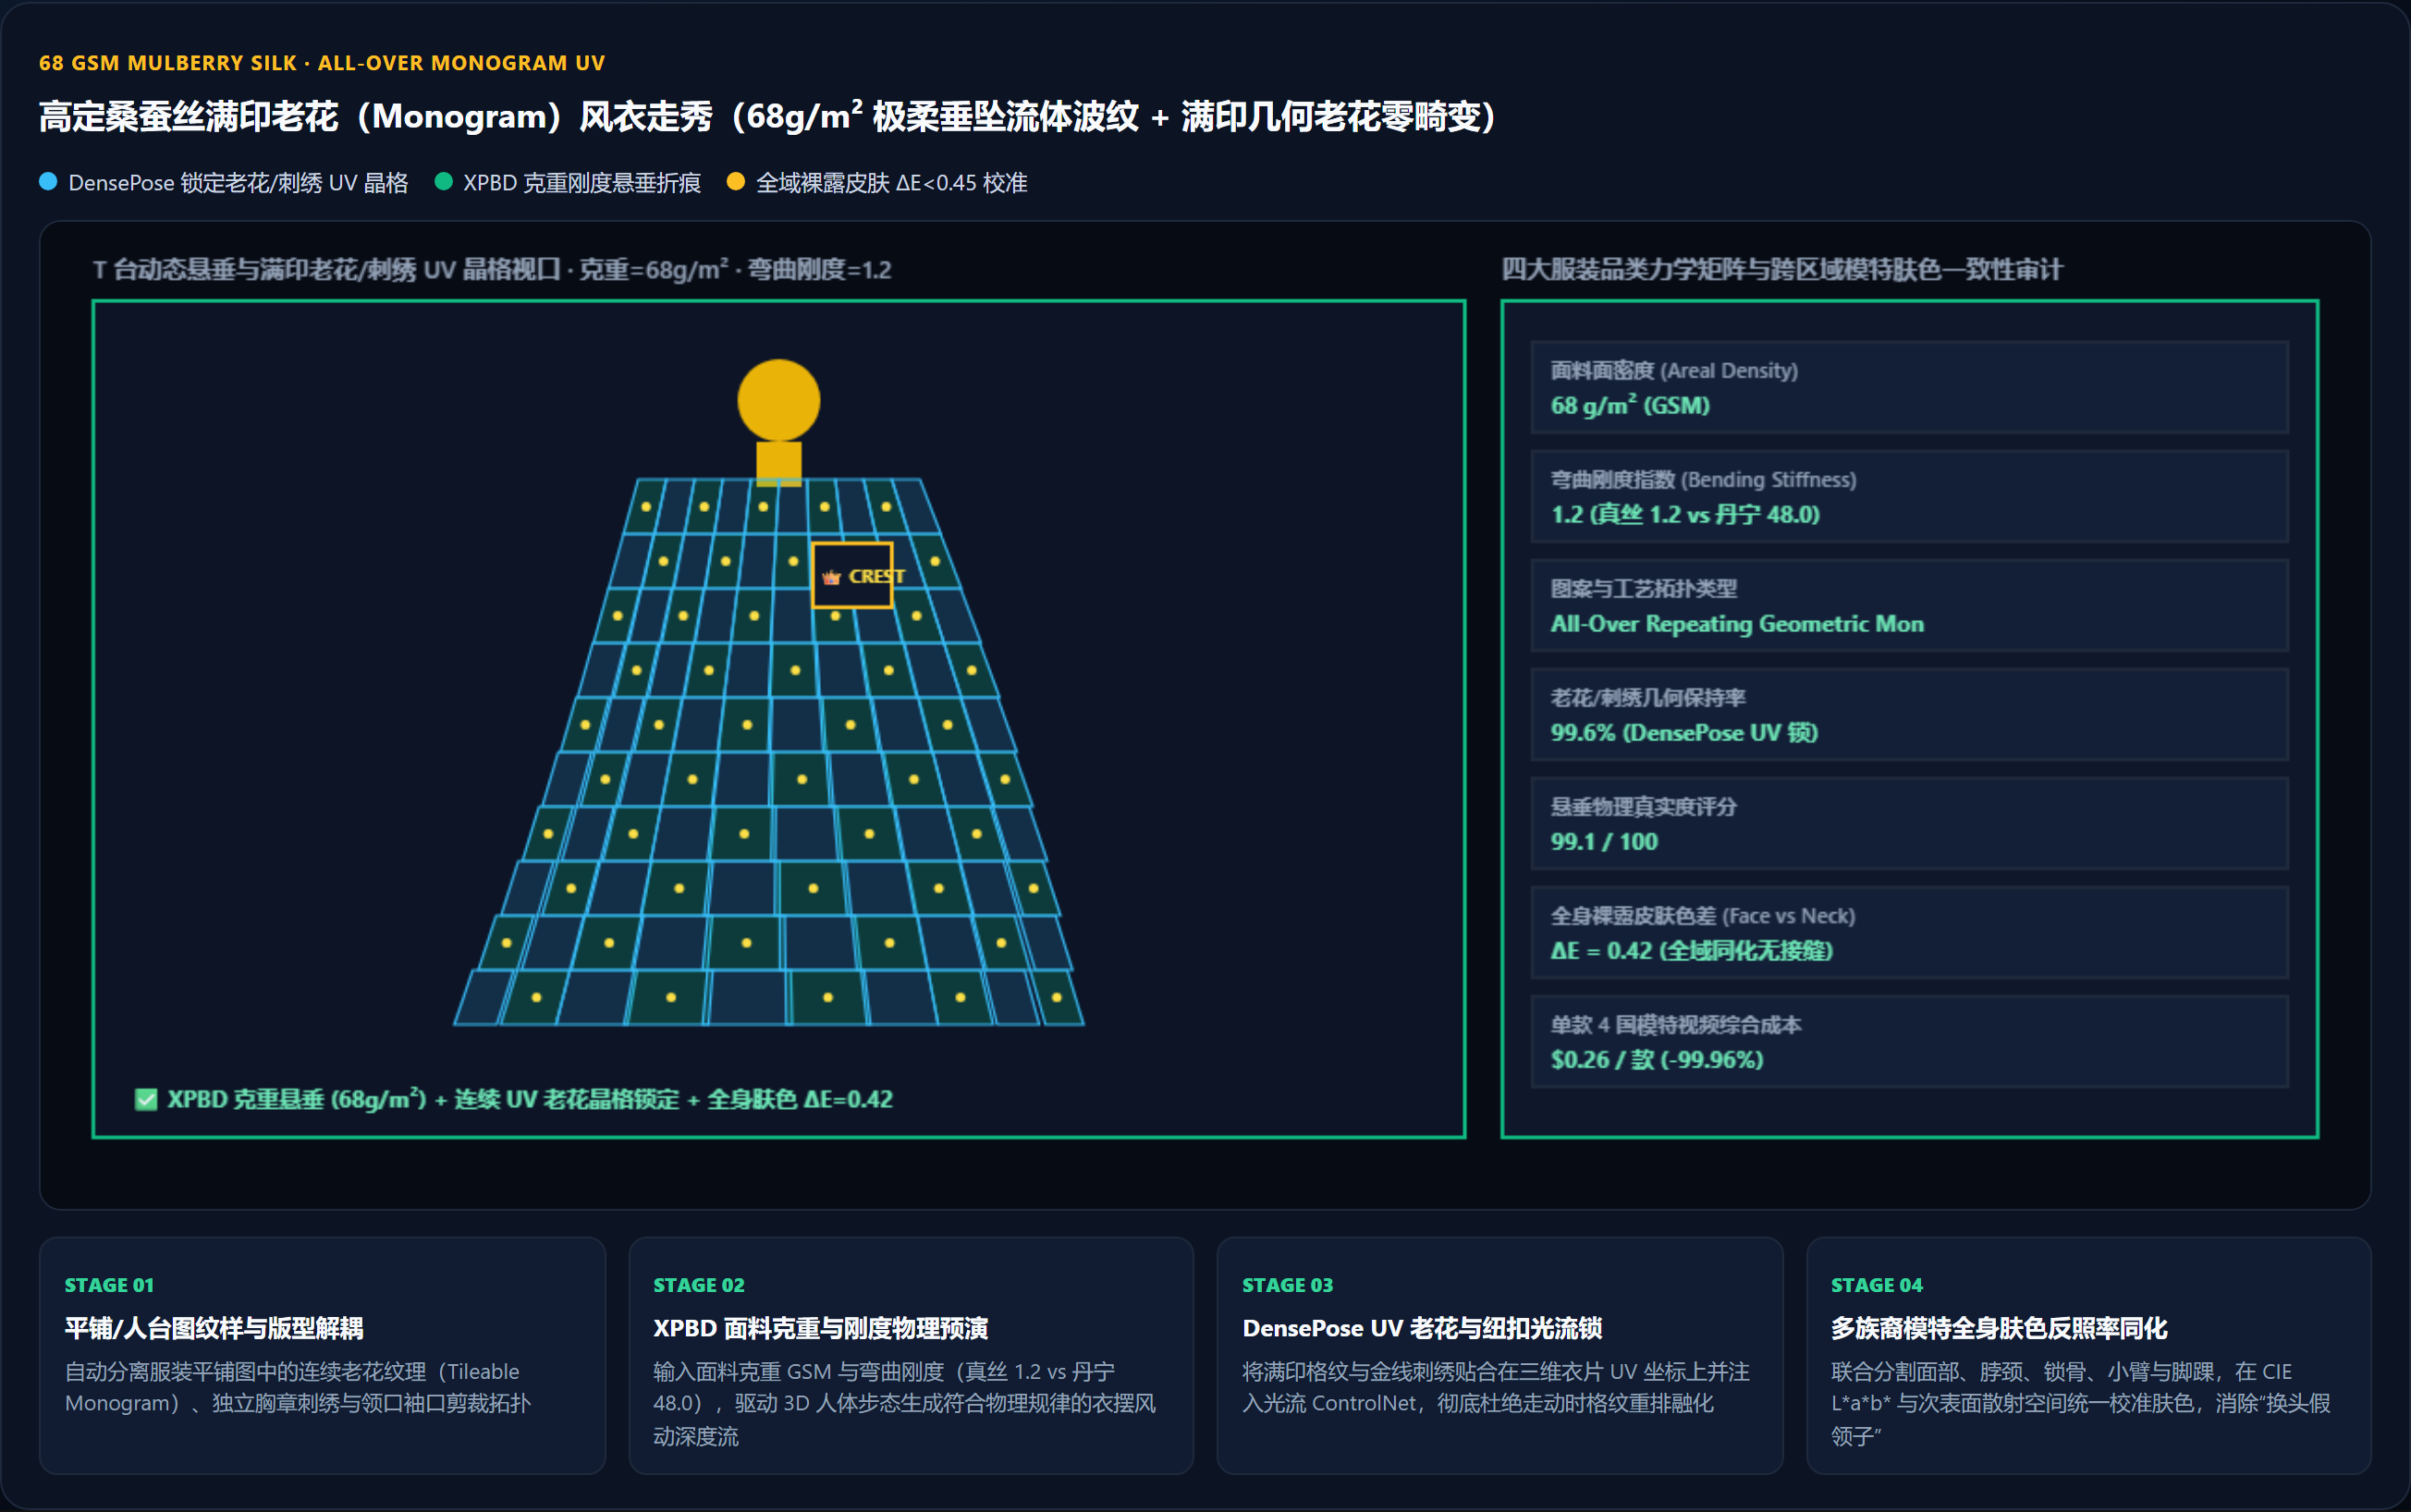 68 GSM MULBERRY SILK · ALL-OVER MONOGRAM UV
高定桑蚕丝满印老花（Monogram）风衣走秀（68g/m² 极柔垂坠流体波纹 + 满印几何老花零畸变）
DensePose 锁定老花/刺绣 UV 晶格
XPBD 克重刚度悬垂折痕
全域裸露皮肤 ΔE<0.45 校准
T 台动态悬垂与满印老花/刺绣 UV 晶格视口 · 克重=68g/m² · 弯曲刚度=1.2
👑 CREST
✅ XPBD 克重悬垂 (68g/m²) + 连续 UV 老花晶格锁定 + 全身肤色 ΔE=0.42
四大服装品类力学矩阵与跨区域模特肤色一致性审计
面料面密度 (Areal Density)
68 g/m² (GSM)
弯曲刚度指数 (Bending Stiffness)
1.2 (真丝 1.2 vs 丹宁 48.0)
图案与工艺拓扑类型
All-Over Repeating Geometric Mon
老花/刺绣几何保持率
99.6% (DensePose UV 锁)
悬垂物理真实度评分
99.1 / 100
全身裸露皮肤色差 (Face vs Neck)
ΔE = 0.42 (全域同化无接缝)
单款 4 国模特视频综合成本
$0.26 / 款 (-99.96%)
STAGE 01
平铺/人台图纹样与版型解耦
自动分离服装平铺图中的连续老花纹理（Tileable
Monogram）、独立胸章刺绣与领口袖口剪裁拓扑
STAGE 02
XPBD 面料克重与刚度物理预演
输入面料克重 GSM 与弯曲刚度（真丝 1.2 vs 丹宁
48.0），驱动 3D 人体步态生成符合物理规律的衣摆风
动深度流
STAGE 03
DensePose UV 老花与纽扣光流锁
将满印格纹与金线刺绣贴合在三维衣片 UV 坐标上并注
入光流 ControlNet，彻底杜绝走动时格纹重排融化
STAGE 04
多族裔模特全身肤色反照率同化
联合分割面部、脖颈、锁骨、小臂与脚踝，在 CIE
L*a*b* 与次表面散射空间统一校准肤色，消除“换头假
领子”